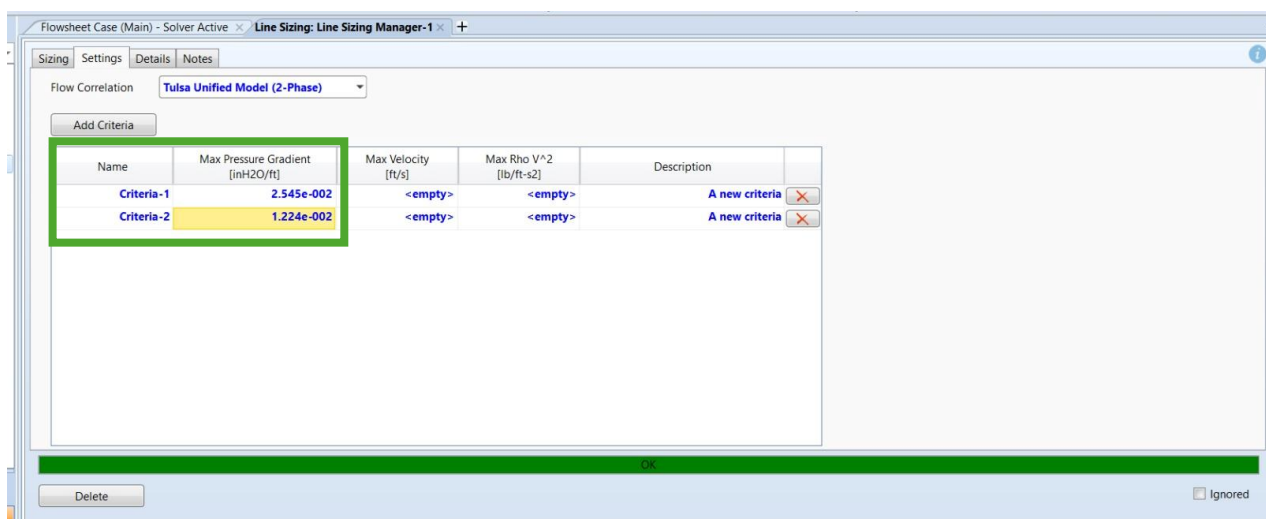 Flowsheet Case (Main) - Solver Active Line Sizing: Line Sizing Manager-1 +
Sizing Settings Details Notes
Flow Correlation Tulsa Unified Model (2-Phase)
Add Criteria
Name Max Pressure Gradient [inH2O/ft] Max Velocity [ft/s] Max Rho V^2 [lb/ft-s2] Description
Criteria-1 2.545e-002 <empty> <empty> A new criteria
Criteria-2 1.224e-002 <empty> <empty> A new criteria
OK
Delete Ignored